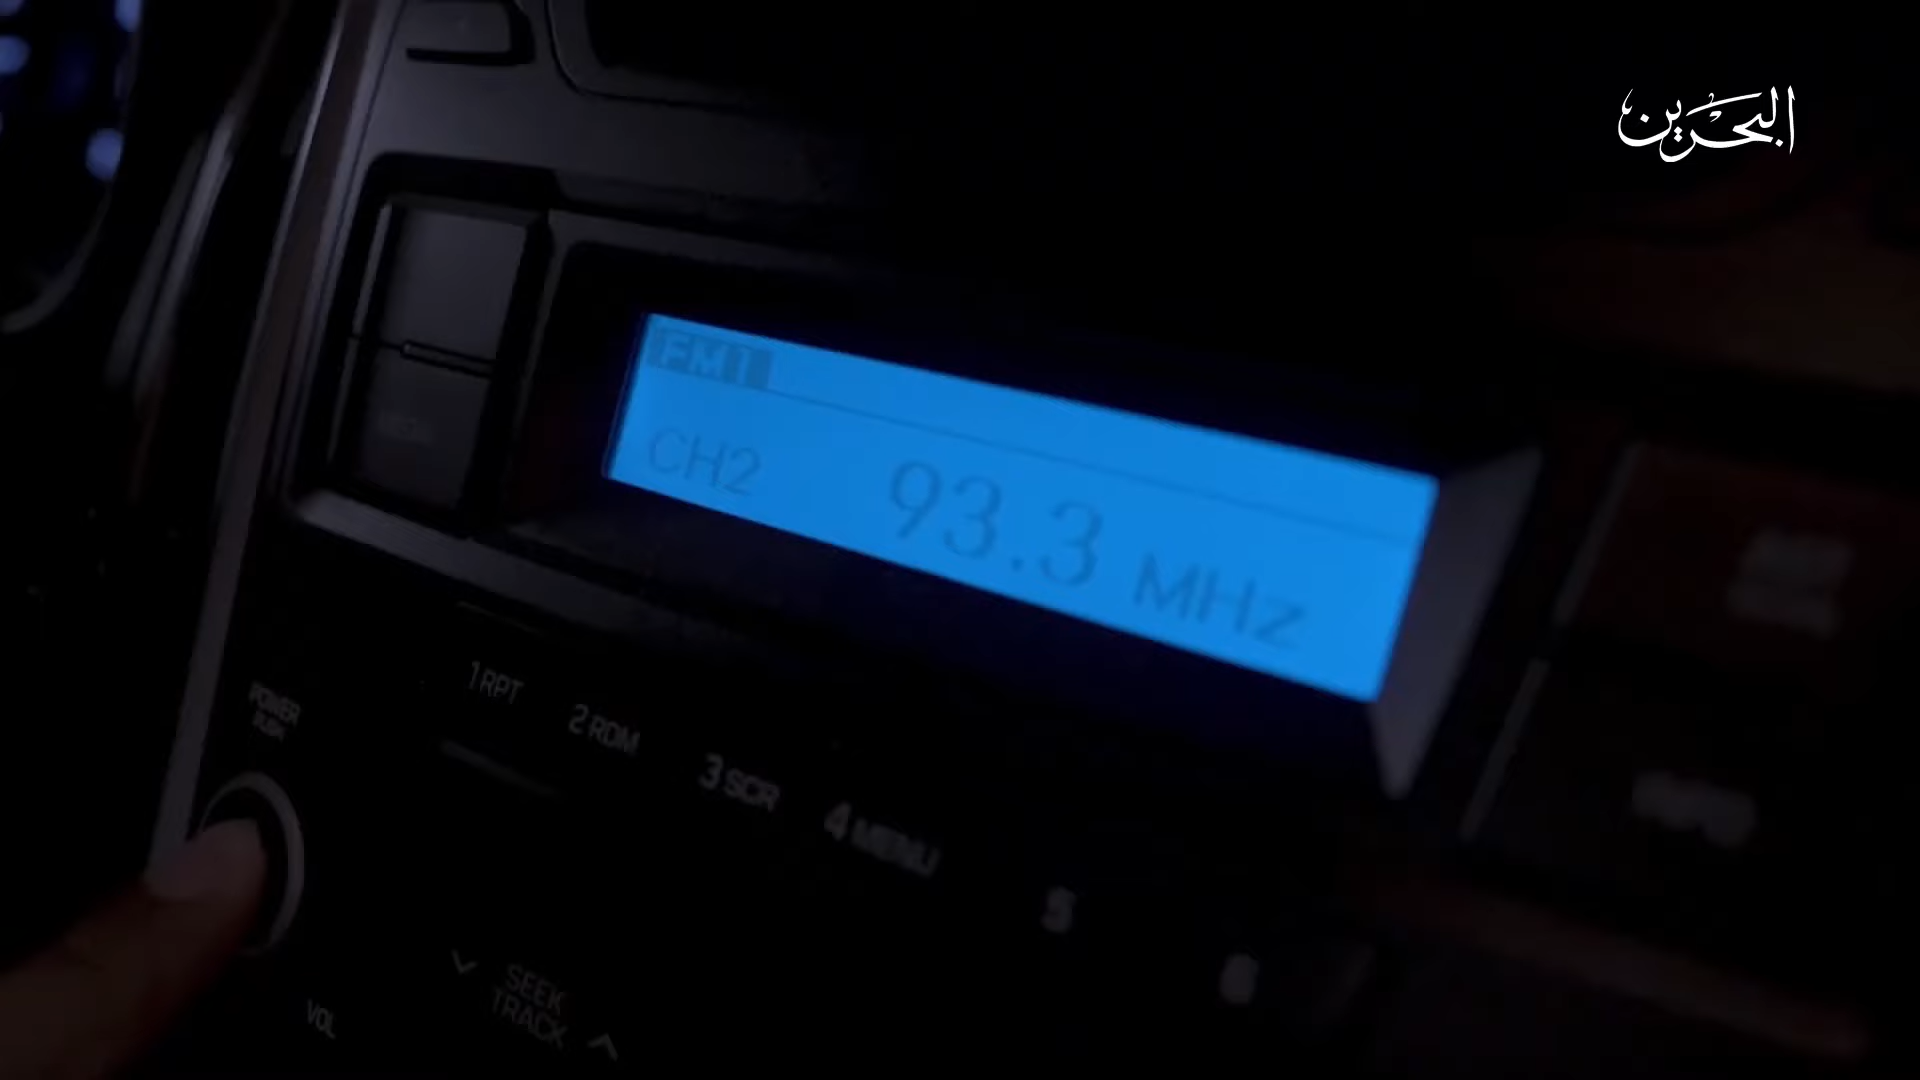 البحرين
FM1
CH2 93.3 MHz
1 RPT 2 RDM 3 SCR 4 MENU 5
POWER
PUSH
VOL
SEEK
TRACK